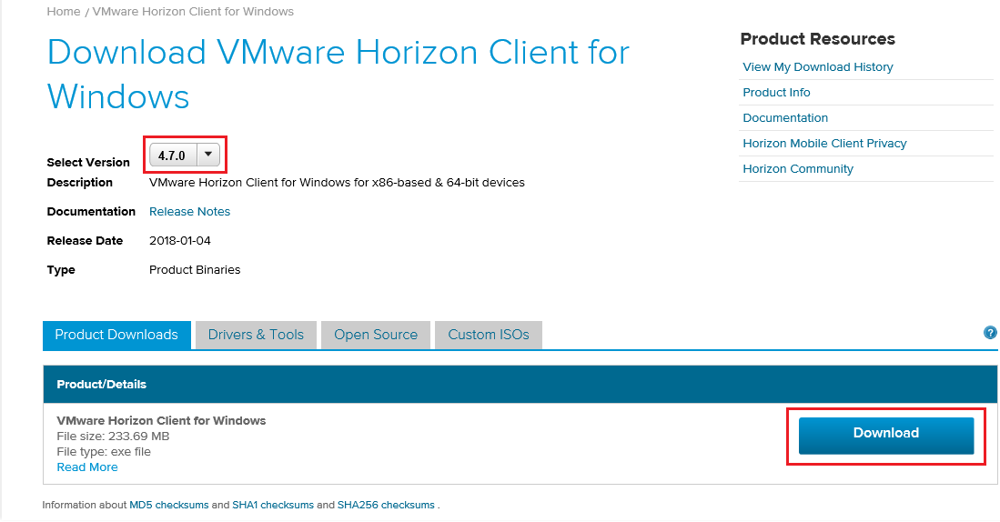 Home / VMware Horizon Client for Windows
Download VMware Horizon Client for
Windows
Select Version 4.7.0
Description VMware Horizon Client for Windows for x86-based & 64-bit devices
Documentation Release Notes
Release Date 2018-01-04
Type Product Binaries
Product Resources
View My Download History
Product Info
Documentation
Horizon Mobile Client Privacy
Horizon Community
Product Downloads Drivers & Tools Open Source Custom ISOs ?
Product/Details
VMware Horizon Client for Windows
File size: 233.69 MB
File type: exe file
Read More
Download
Information about MD5 checksums and SHA1 checksums and SHA256 checksums .